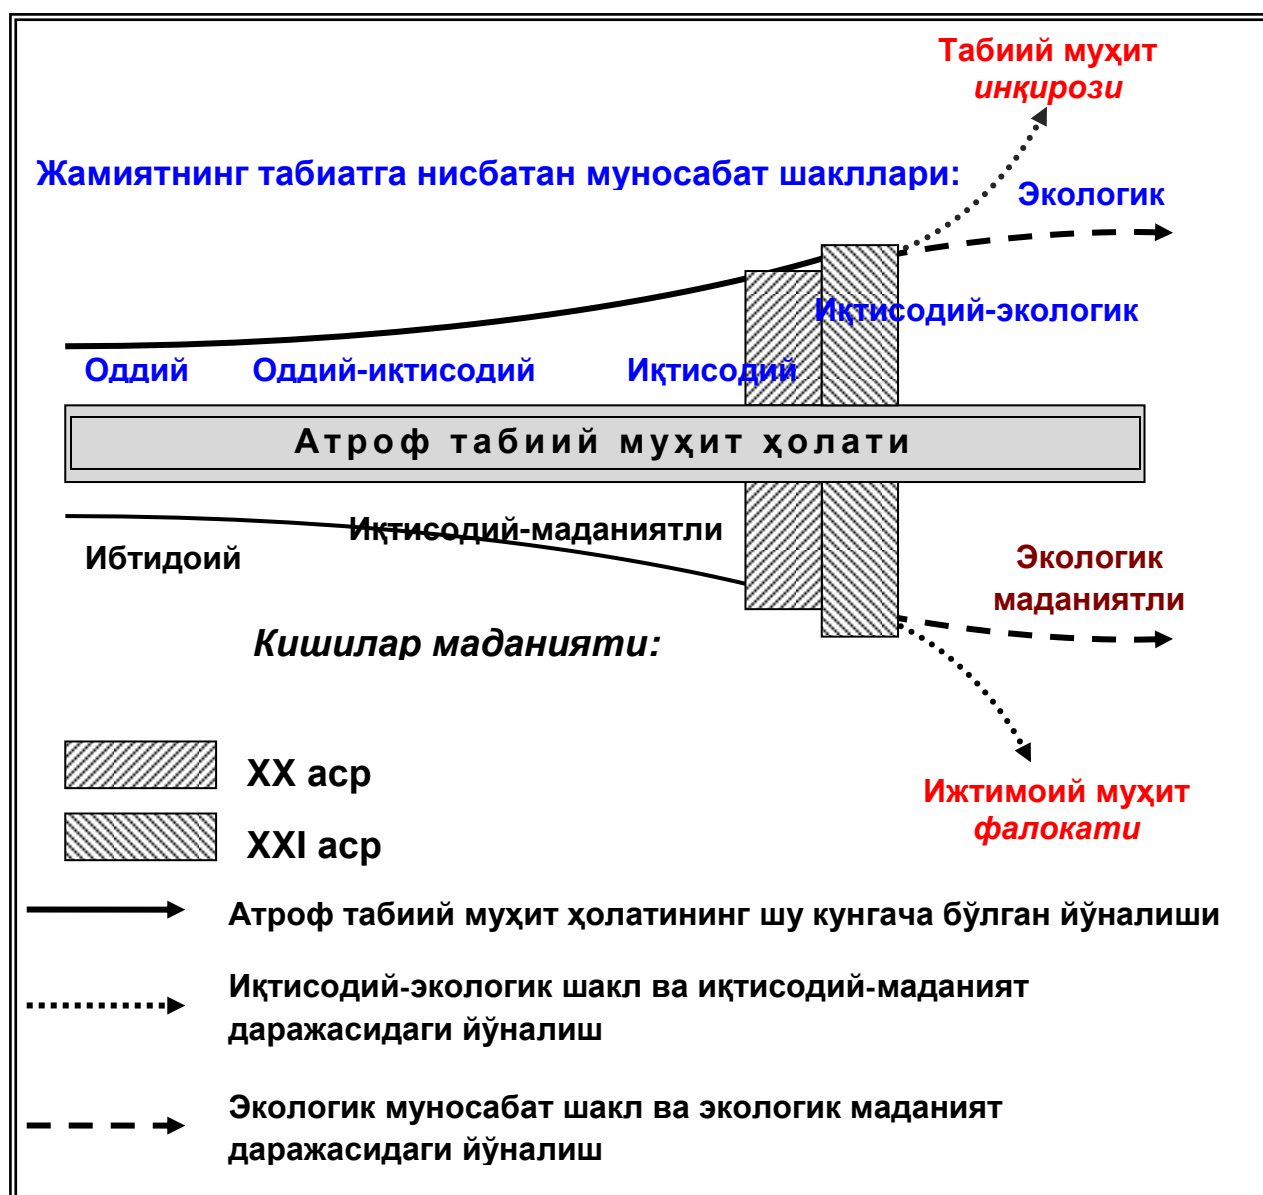 Табиий муҳит
инқирози
Жамиятнинг табиатга нисбатан муносабат шакллари:
Экологик
Иқтисодий-экологик
Оддий
Оддий-иқтисодий
Иқтисодий
Атроф табиий муҳит ҳолати
Иқтисодий-маданиятли
Ибтидоий
Экологик
маданиятли
Кишилар маданияти:
XX аср
XXI аср
Ижтимоий муҳит
фалокати
Атроф табиий муҳит ҳолатининг шу кунгача бўлган йўналиши
Иқтисодий-экологик шакл ва иқтисодий-маданият
даражасидаги йўналиш
Экологик муносабат шакл ва экологик маданият
даражасидаги йўналиш